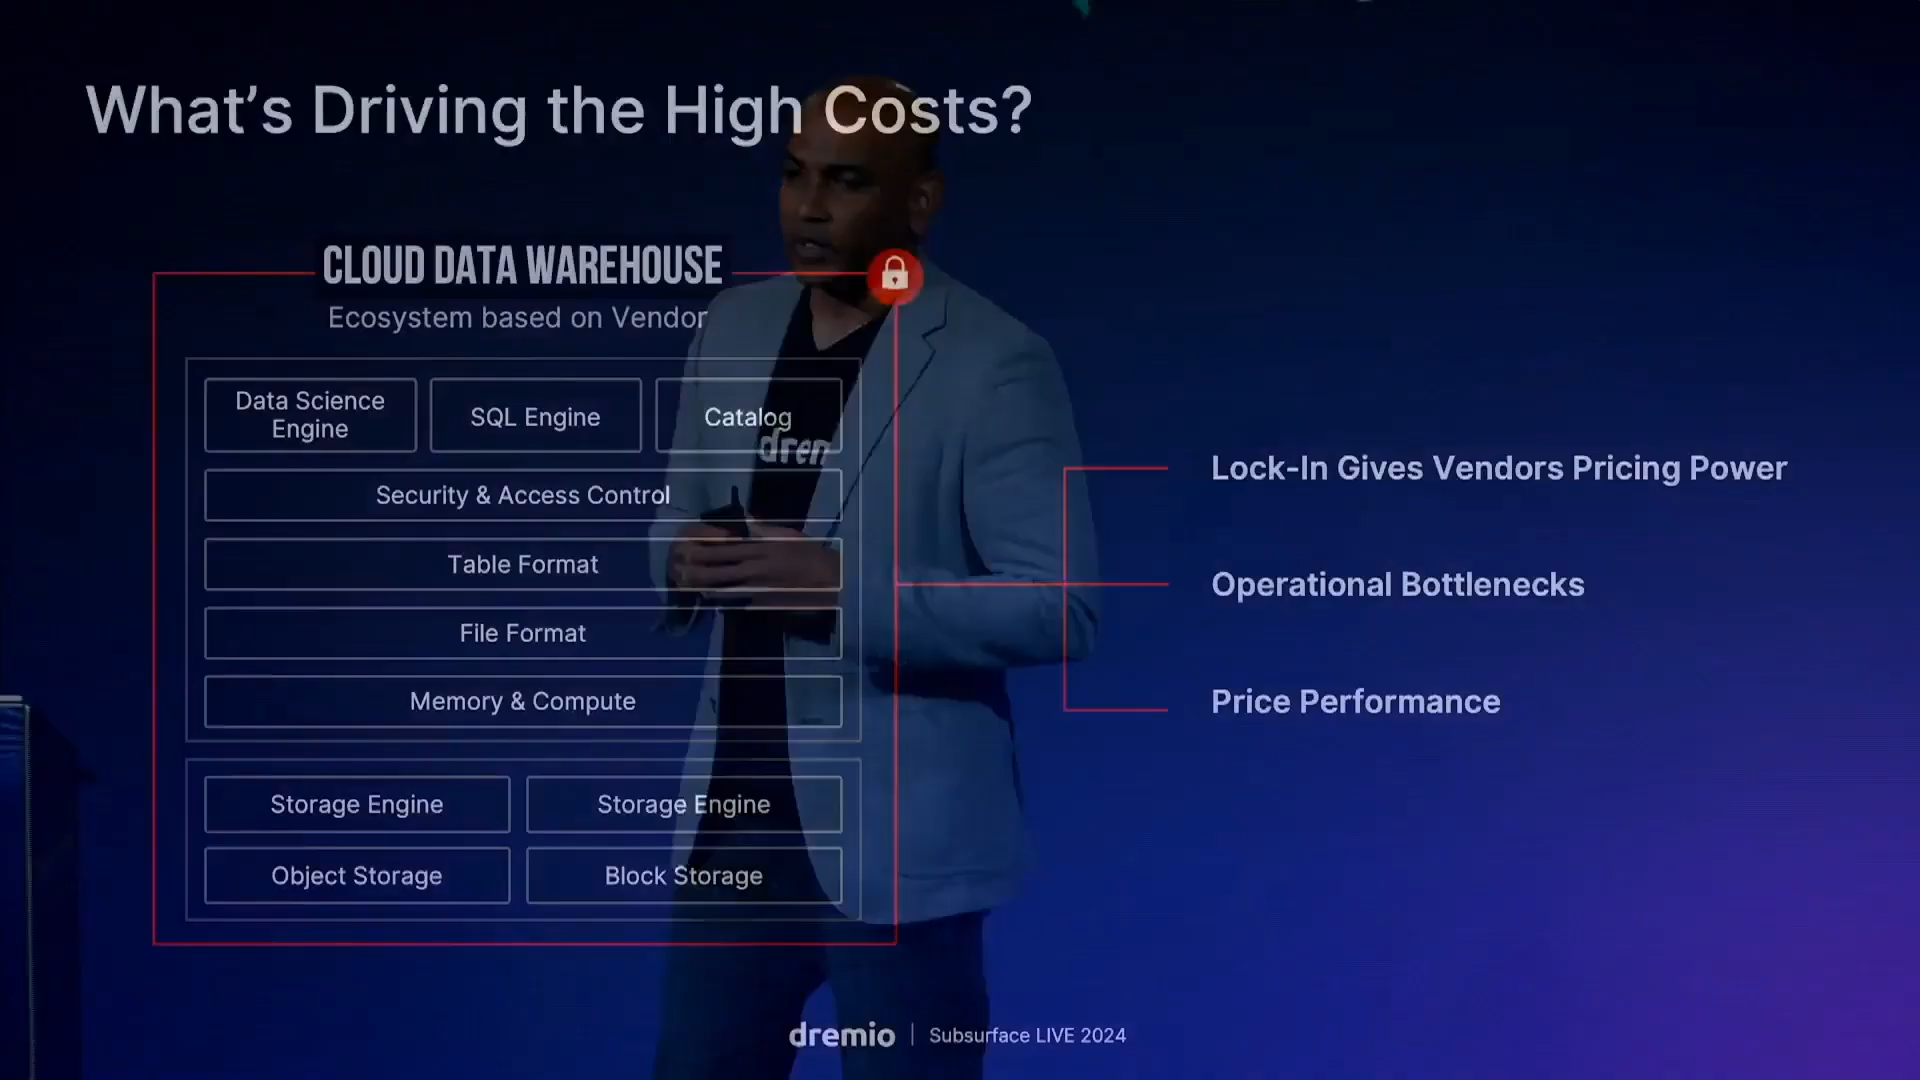 What's Driving the High Costs?
CLOUD DATA WAREHOUSE
Ecosystem based on Vendor
Data Science
Engine
SQL Engine
Catalog
drem
Security & Access Control
Table Format
File Format
Memory & Compute
Storage Engine
Storage Engine
Object Storage
Block Storage
Lock-In Gives Vendors Pricing Power
Operational Bottlenecks
Price Performance
dremio | Subsurface LIVE 2024